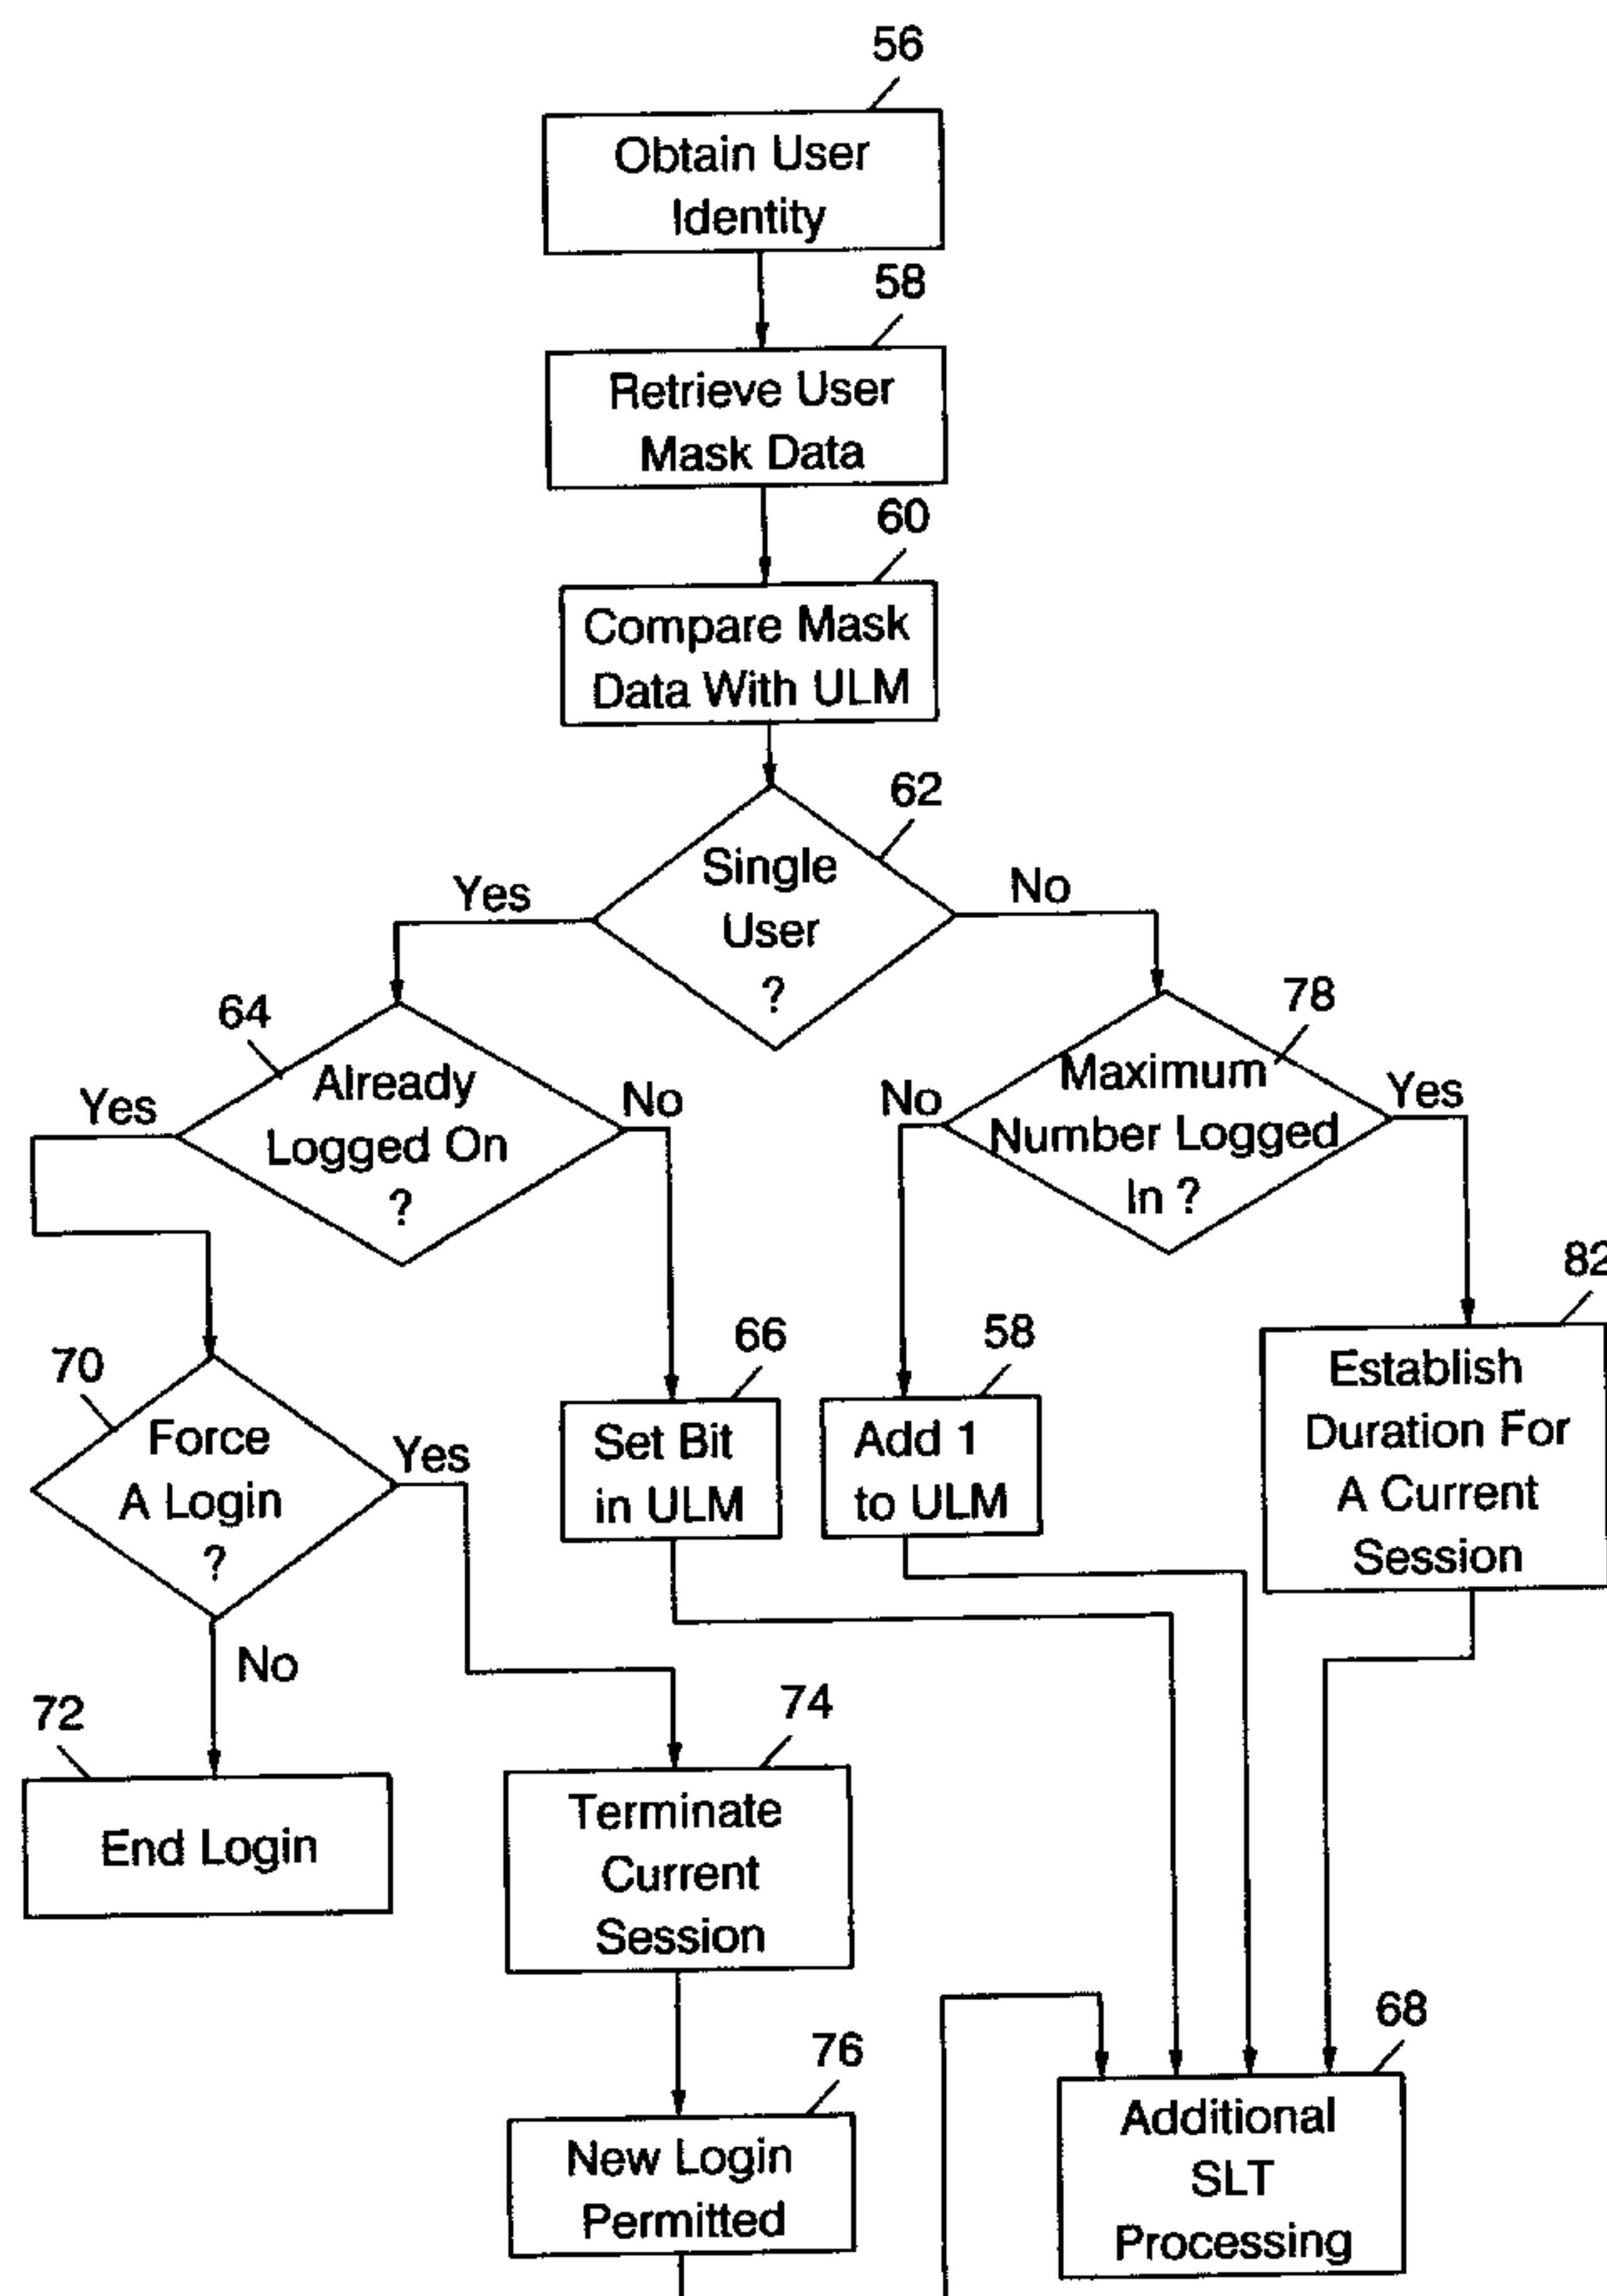 56
Obtain User
Identity
58
Retrieve User
Mask Data
60
Compare Mask
Data With ULM
62
Single
User
?
Yes
No
64
Already
Logged On
?
Yes
No
78
Maximum
Number Logged
In ?
No
Yes
70
Force
A Login
?
Yes
No
66
Set Bit
in ULM
58
Add 1
to ULM
82
Establish
Duration For
A Current
Session
72
End Login
74
Terminate
Current
Session
76
New Login
Permitted
68
Additional
SLT
Processing